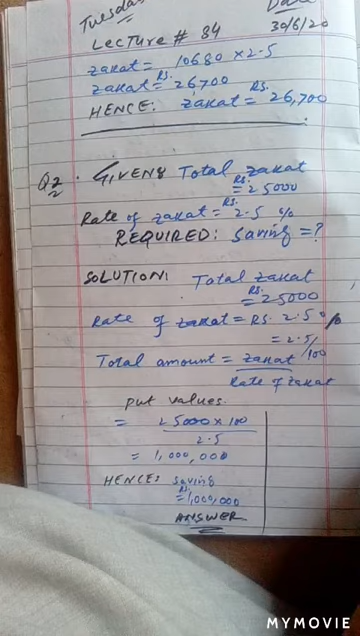 Tuesday
Date
30/6/20
Lecture # 84
Zakat = 10680 × 2.5
Zakat = Rs. 26,700
HENCE: Zakat = Rs. 26,700
Q2. GIVEN: Total Zakat
= Rs. 25000
Rate of Zakat = Rs. 2.5 %
REQUIRED: Saving = ?
SOLUTION: Total Zakat
= Rs. 25000
Rate of Zakat = RS. 2.5 %
= 2.5/100
Total amount = Zakat
Rate of Zakat
Put values.
= 25000 × 100
2.5
= 1,000,000
HENCE: Saving
= Rs. 1,000,000
ANSWER
MYMOVIE